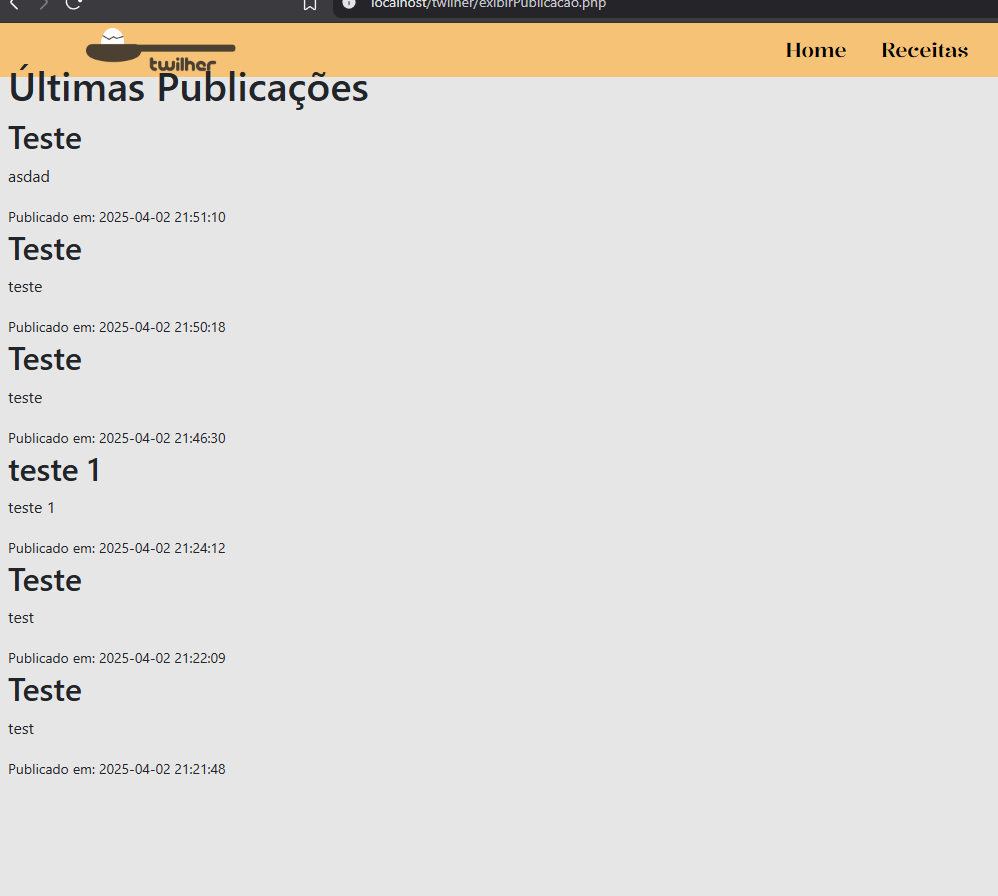 localhost/twilher/exibirPublicacao.php
twilher
Home Receitas
Últimas Publicações
Teste
asdad
Publicado em: 2025-04-02 21:51:10
Teste
teste
Publicado em: 2025-04-02 21:50:18
Teste
teste
Publicado em: 2025-04-02 21:46:30
teste 1
teste 1
Publicado em: 2025-04-02 21:24:12
Teste
test
Publicado em: 2025-04-02 21:22:09
Teste
test
Publicado em: 2025-04-02 21:21:48